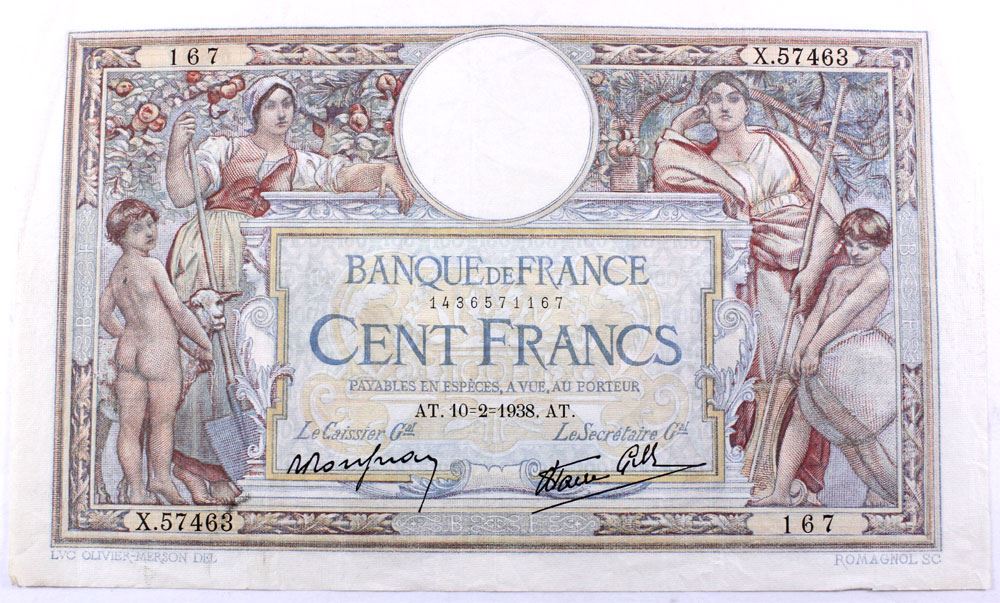 167 X.57463
BANQUE DE FRANCE
1436571167
CENT FRANCS
PAYABLES EN ESPÈCES, A VUE, AU PORTEUR
AT. 10=2=1938. AT.
Le Caissier Gal Le Secrétaire Gal
X.57463 B F 167
LVC OLIVIER-MERSON DEL ROMAGNOL SC